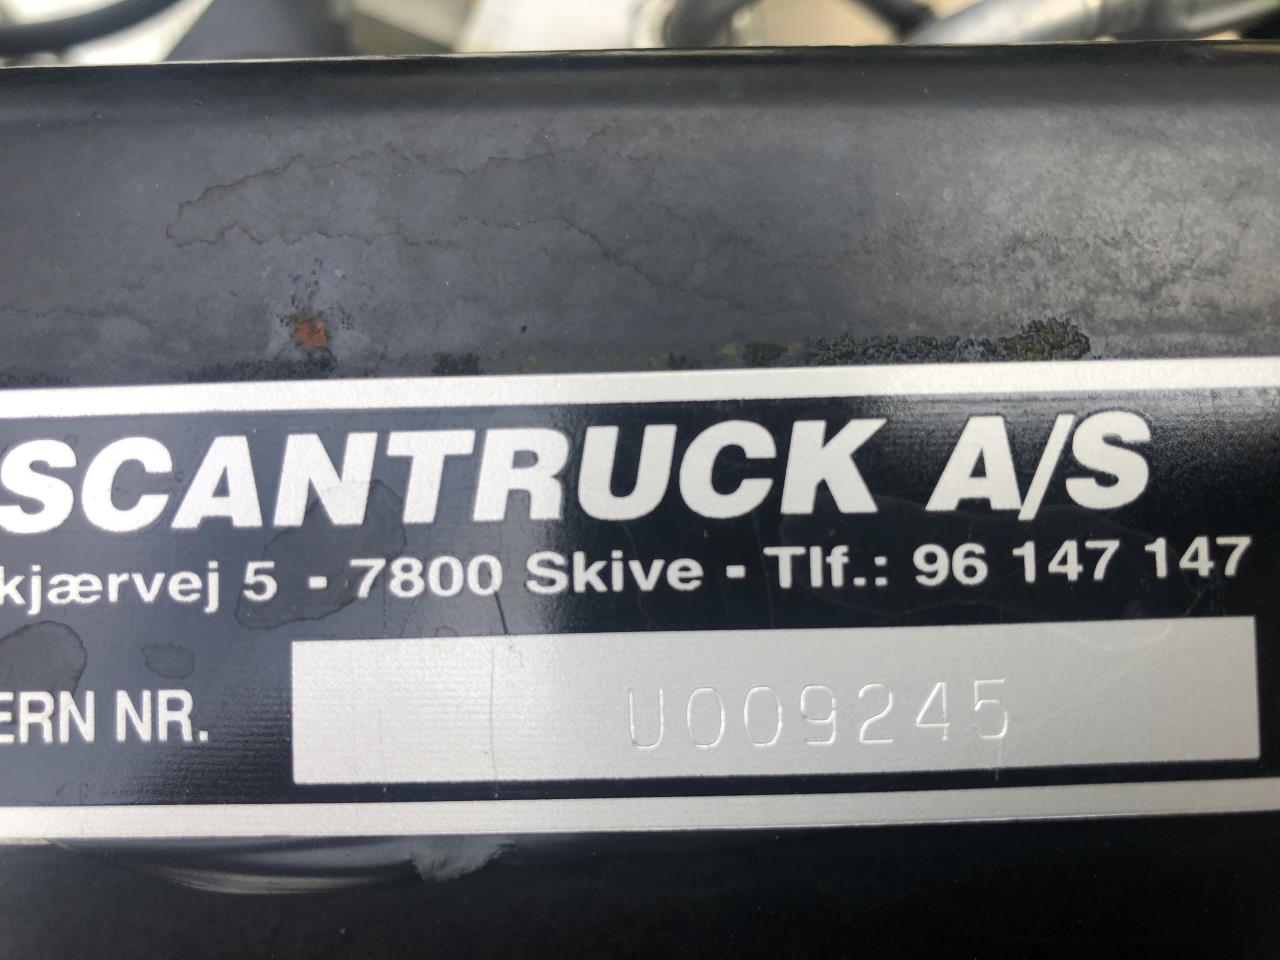 SCANTRUCK A/S
kjærvej 5 - 7800 Skive - Tlf.: 96 147 147
ERN NR. U009245